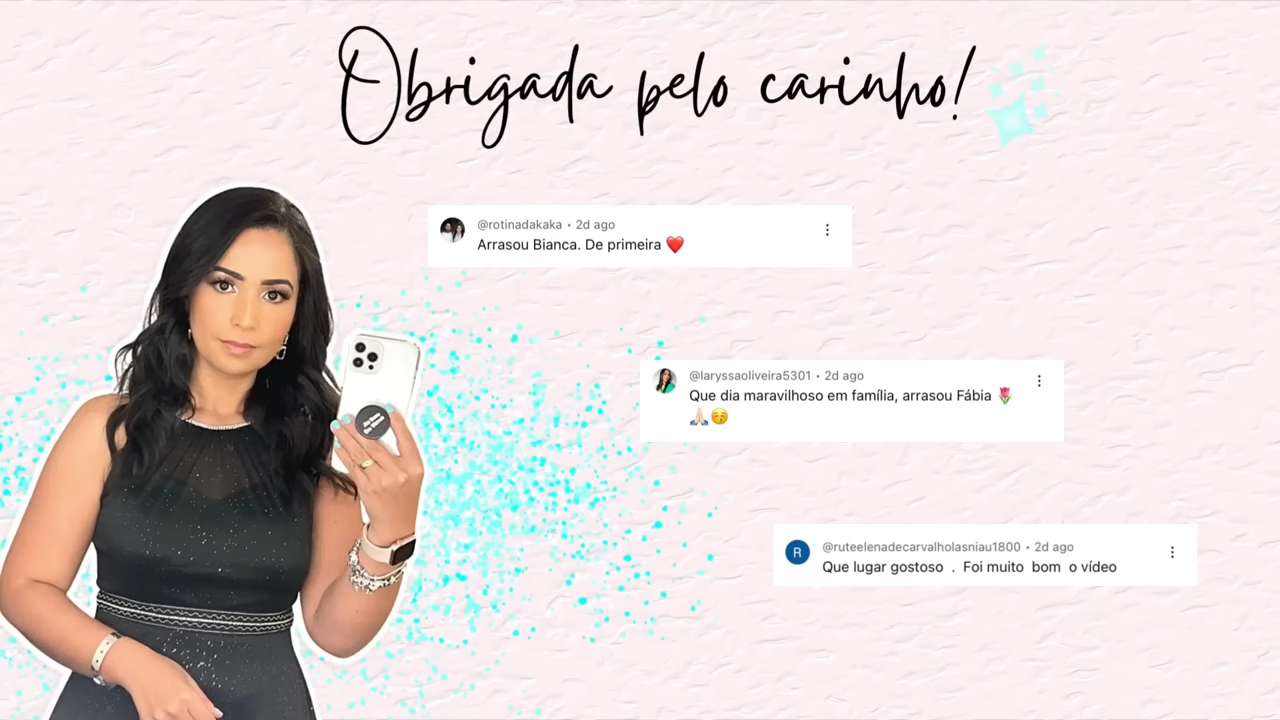 Obrigada pelo carinho!
@rotinadakaka • 2d ago
Arrasou Bianca. De primeira ❤️
@laryssaoliveira5301 • 2d ago
Que dia maravilhoso em família, arrasou Fábia 🌷
🙏🏻😚
R
@ruteelenadecarvalholasniau1800 • 2d ago
Que lugar gostoso . Foi muito bom o vídeo